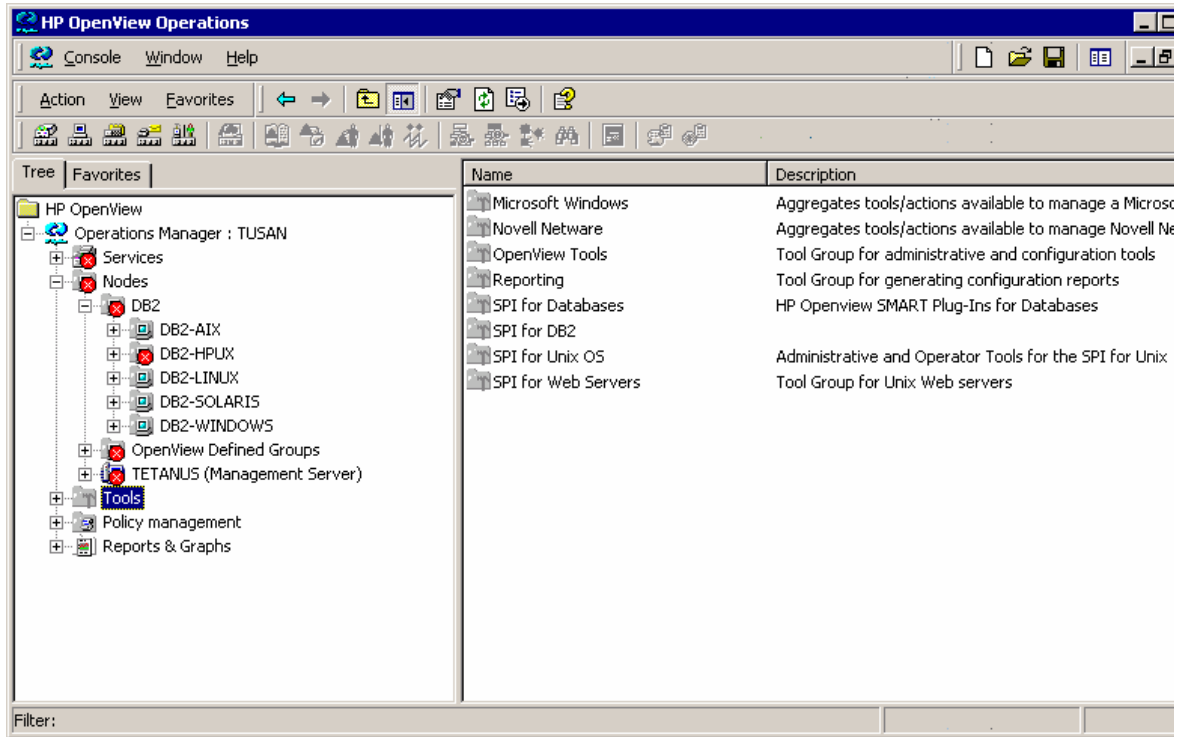 HP OpenView Operations
Console Window Help
Action View Favorites
Tree Favorites
HP OpenView
Operations Manager : TUSAN
Services
Nodes
DB2
DB2-AIX
DB2-HPUX
DB2-LINUX
DB2-SOLARIS
DB2-WINDOWS
OpenView Defined Groups
TETANUS (Management Server)
Tools
Policy management
Reports & Graphs
Name Description
Microsoft Windows Aggregates tools/actions available to manage a Microso
Novell Netware Aggregates tools/actions available to manage Novell Ne
OpenView Tools Tool Group for administrative and configuration tools
Reporting Tool Group for generating configuration reports
SPI for Databases HP Openview SMART Plug-Ins for Databases
SPI for DB2
SPI for Unix OS Administrative and Operator Tools for the SPI for Unix
SPI for Web Servers Tool Group for Unix Web servers
Filter: